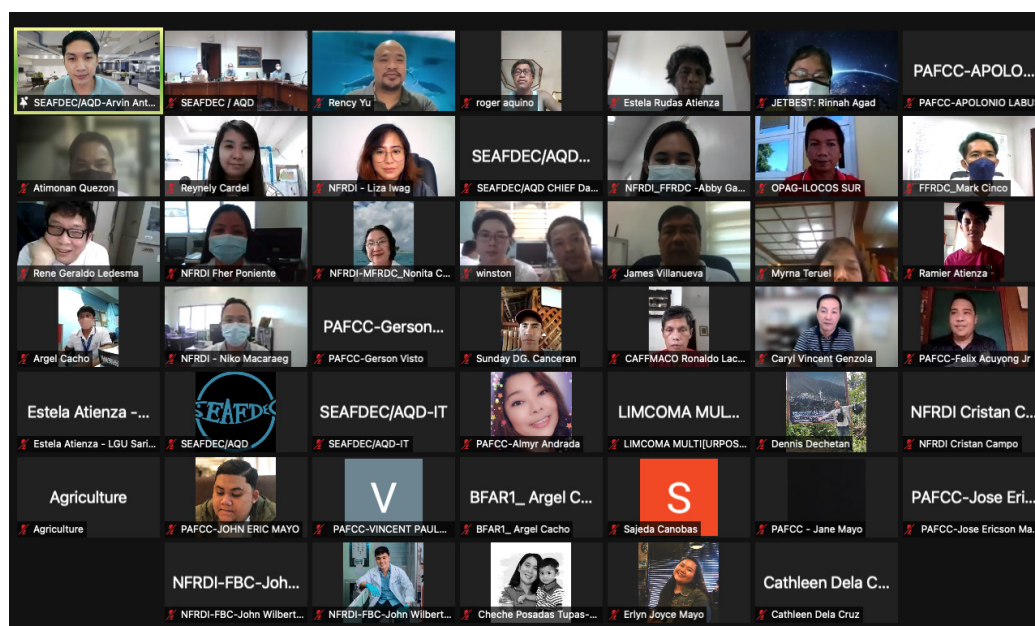 SEAFDEC/AQD-Arvin Ant...
SEAFDEC / AQD
Rency Yu
roger aquino
Estela Rudas Atienza
JETBEST: Rinnah Agad
PAFCC-APOLO...
PAFCC-APOLONIO LABU
Atimonan Quezon
Reynely Cardel
NFRDI - Liza Iwag
SEAFDEC/AQD...
SEAFDEC/AQD CHIEF Da...
NFRDI_FFRDC -Abby Ga...
OPAG-ILOCOS SUR
FFRDC_Mark Cinco
Rene Geraldo Ledesma
NFRDI Fher Poniente
NFRDI-MFRDC_Nonita C...
winston
James Villanueva
Myrna Teruel
Ramier Atienza
Argel Cacho
NFRDI - Niko Macaraeg
PAFCC-Gerson...
PAFCC-Gerson Visto
Sunday DG. Canceran
CAFFMACO Ronaldo Lac...
Caryl Vincent Genzola
PAFCC-Felix Acuyong Jr
Estela Atienza -...
Estela Atienza - LGU Sari...
SEAFDEC
SEAFDEC/AQD
SEAFDEC/AQD-IT
SEAFDEC/AQD-IT
PAFCC-Almyr Andrada
LIMCOMA MUL...
LIMCOMA MULTI[URPOS...
Dennis Dechetan
NFRDI Cristan C...
NFRDI Cristan Campo
Agriculture
Agriculture
PAFCC-JOHN ERIC MAYO
V
PAFCC-VINCENT PAUL...
BFAR1_ Argel C...
BFAR1_ Argel Cacho
S
Sajeda Canobas
PAFCC - Jane Mayo
PAFCC-Jose Eri...
PAFCC-Jose Ericson Ma.
NFRDI-FBC-Joh...
NFRDI-FBC-John Wilbert...
NFRDI-FBC-John Wilbert...
Cheche Posadas Tupas-...
Erlyn Joyce Mayo
Cathleen Dela C...
Cathleen Dela Cruz